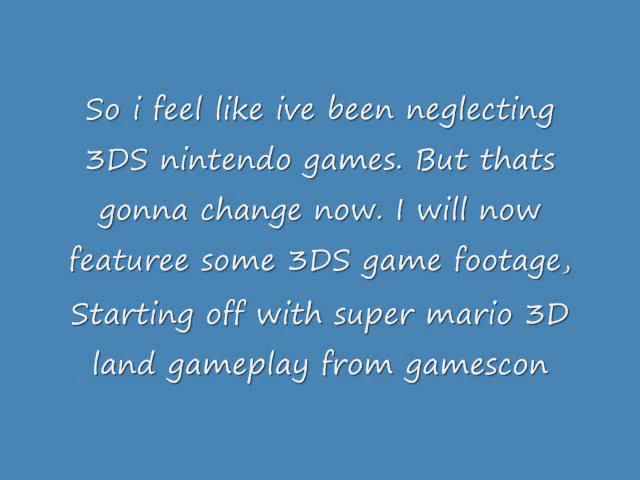 So i feel like ive been neglecting
3DS nintendo games. But thats
gonna change now. I will now
featuree some 3DS game footage,
Starting off with super mario 3D
land gameplay from gamescon